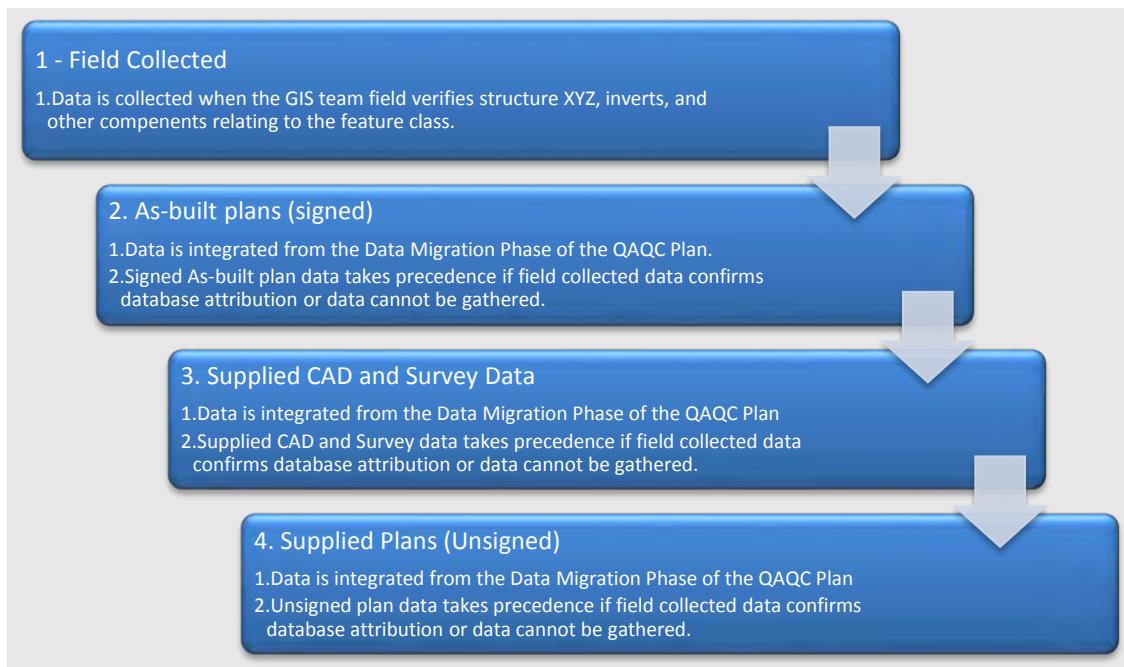 1 - Field Collected
1.Data is collected when the GIS team field verifies structure XYZ, inverts, and
other compenents relating to the feature class.
2. As-built plans (signed)
1.Data is integrated from the Data Migration Phase of the QAQC Plan.
2.Signed As-built plan data takes precedence if field collected data confirms
database attribution or data cannot be gathered.
3. Supplied CAD and Survey Data
1.Data is integrated from the Data Migration Phase of the QAQC Plan
2.Supplied CAD and Survey data takes precedence if field collected data
confirms database attribution or data cannot be gathered.
4. Supplied Plans (Unsigned)
1.Data is integrated from the Data Migration Phase of the QAQC Plan
2.Unsigned plan data takes precedence if field collected data confirms
database attribution or data cannot be gathered.